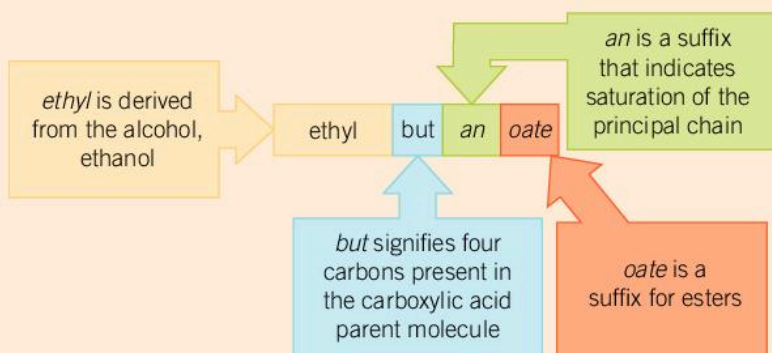 ethyl is derived
from the alcohol,
ethanol
ethyl
but
an
oate
an is a suffix
that indicates
saturation of the
principal chain
but signifies four
carbons present in
the carboxylic acid
parent molecule
oate is a
suffix for esters